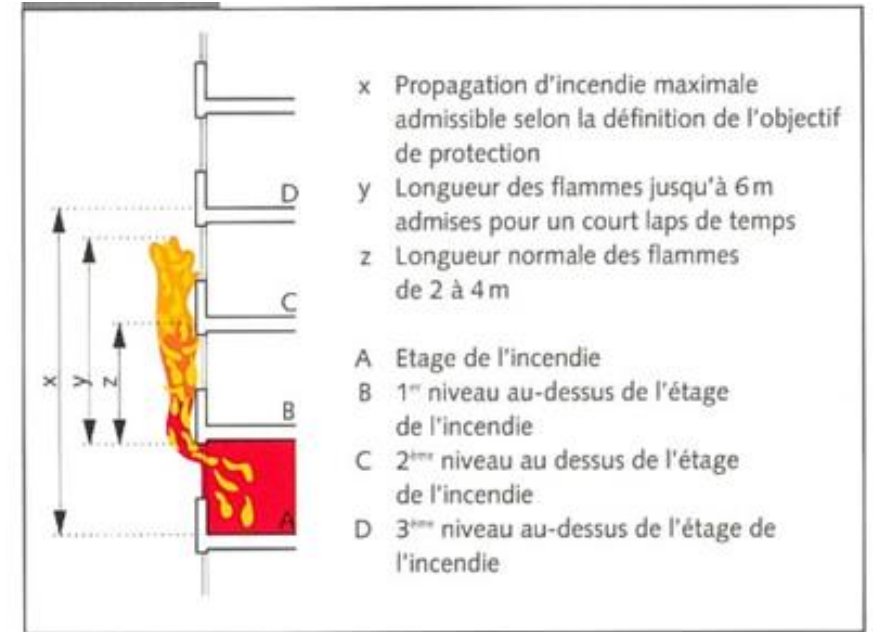 x Propagation d'incendie maximale
admissible selon la définition de l'objectif
de protection
y Longueur des flammes jusqu'à 6 m
admises pour un court laps de temps
z Longueur normale des flammes
de 2 à 4 m
A Etage de l'incendie
B 1er niveau au-dessus de l'étage
de l'incendie
C 2ème niveau au dessus de l'étage
de l'incendie
D 3ème niveau au-dessus de l'étage de
l'incendie
D
C
B
A
x
y
z